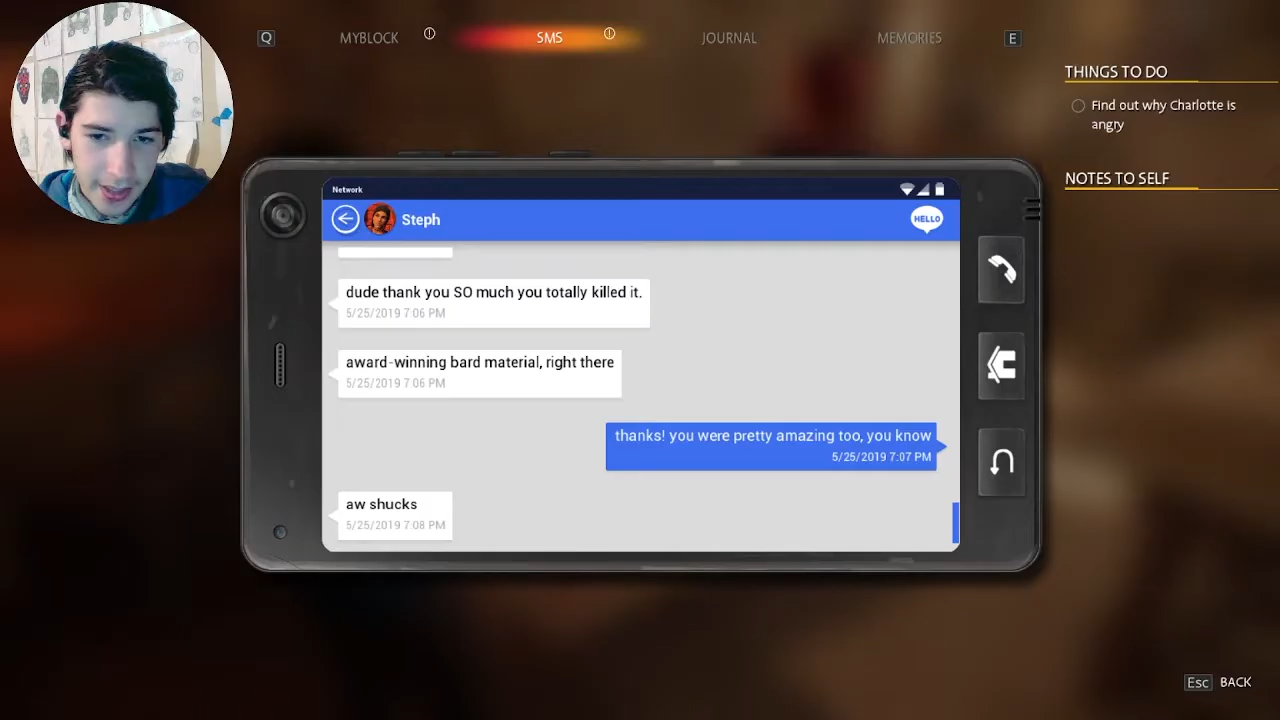 Q
MYBLOCK
SMS
JOURNAL
MEMORIES
E
THINGS TO DO
Find out why Charlotte is
angry
NOTES TO SELF
Network
Steph
HELLO
dude thank you SO much you totally killed it.
5/25/2019 7:06 PM
award-winning bard material, right there
5/25/2019 7:06 PM
thanks! you were pretty amazing too, you know
5/25/2019 7:07 PM
aw shucks
5/25/2019 7:08 PM
Esc BACK